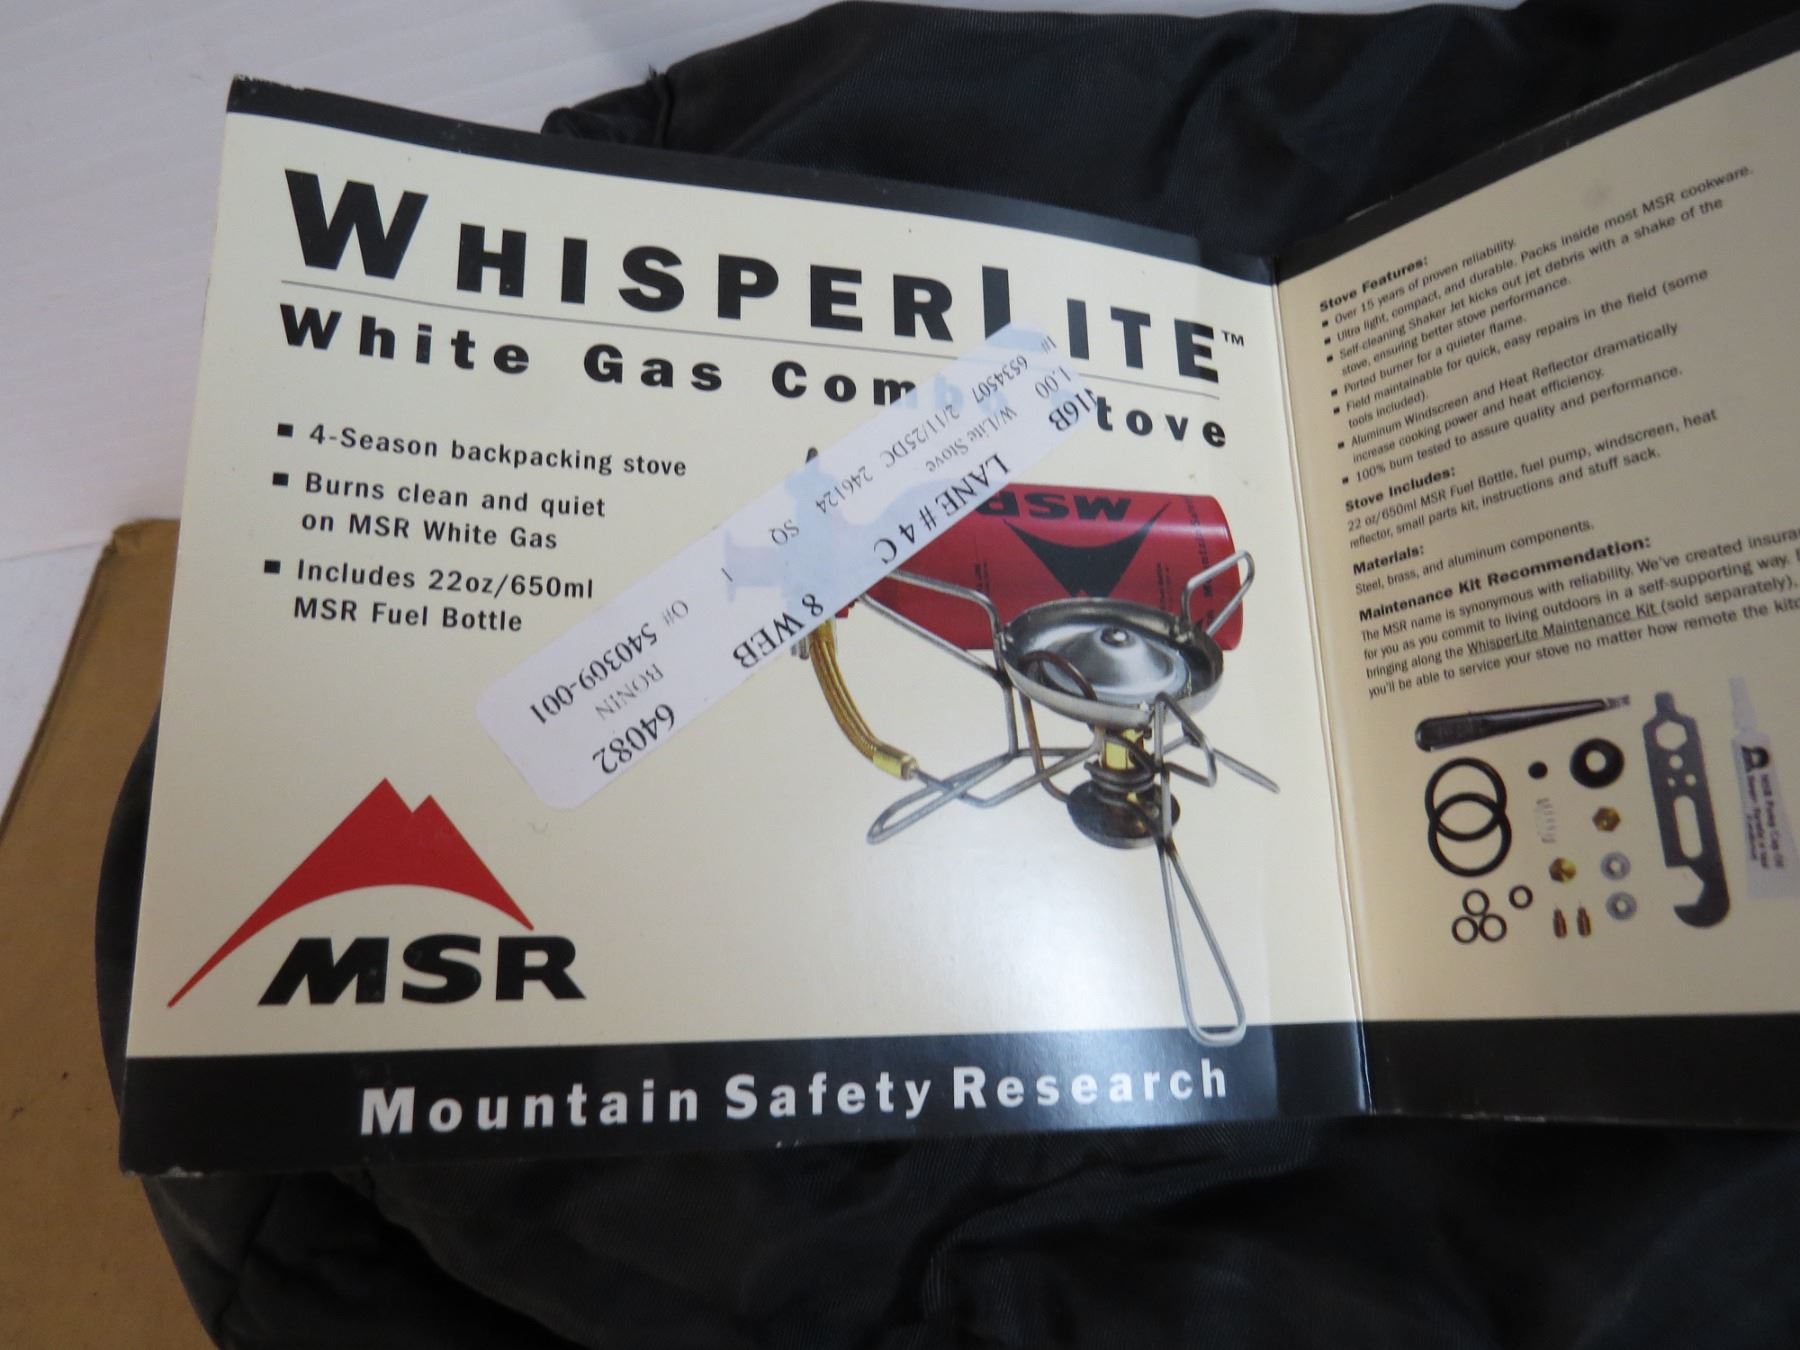 WHISPERLITE™
White Gas Combo Stove
▪ 4-Season backpacking stove
▪ Burns clean and quiet
on MSR White Gas
▪ Includes 22oz/650ml
MSR Fuel Bottle
MSR
64082
RONIN
O# 540309-001
8 WEB
SQ
LANE # 4 C
2/11/25DC 246124
W/Lite Stove
1.00
6534507
MSR
MSR
Mountain Safety Research
Stove Features:
▪ Over 15 years of proven reliability.
▪ Ultra light, compact, and durable. Packs inside most MSR cookware.
▪ Self-cleaning Shaker Jet kicks out jet debris with a shake of the
stove, ensuring better stove performance.
▪ Ported burner for a quieter flame.
▪ Field maintainable for quick, easy repairs in the field (some
tools included).
▪ Aluminum Windscreen and Heat Reflector dramatically
increase cooking power and heat efficiency.
▪ 100% burn tested to assure quality and performance.
Stove Includes:
22 oz/650ml MSR Fuel Bottle, fuel pump, windscreen, heat
reflector, small parts kit, instructions and stuff sack.
Materials:
Steel, brass, and aluminum components.
Maintenance Kit Recommendation:
The MSR name is synonymous with reliability. We've created
for you as you commit to living outdoors in a self-supporting way.
bringing along the WhisperLite Maintenance Kit (sold separately),
you'll be able to service your stove no matter how remote the